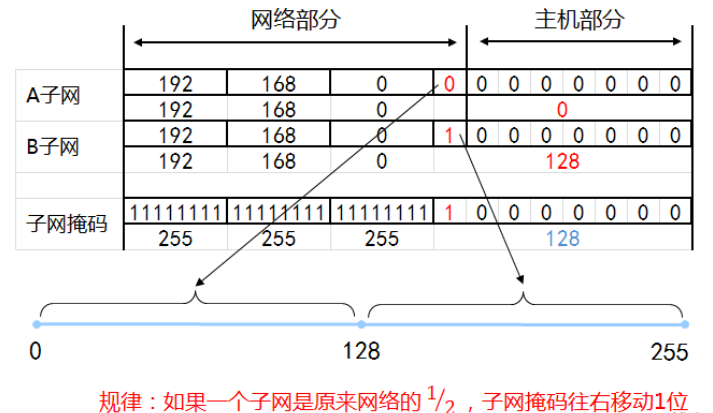 网络部分 主机部分
A子网 192 168 0 0 0 0 0 0 0 0 0
192 168 0 0
B子网 192 168 0 1 0 0 0 0 0 0 0
192 168 0 128
子网掩码 11111111 11111111 11111111 1 0 0 0 0 0 0 0
255 255 255 128
0 128 255
规律：如果一个子网是原来网络的 1/2 ，子网掩码往右移动1位